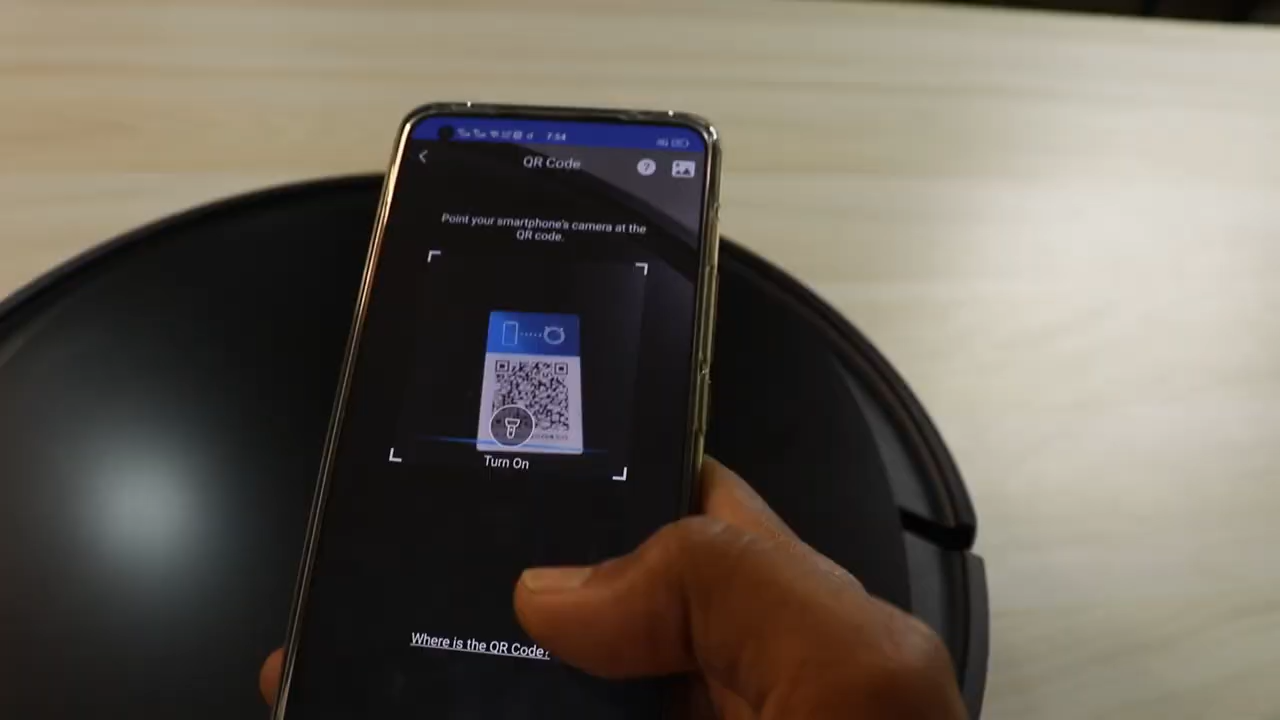 7:54
QR Code
?
Point your smartphone's camera at the
QR code.
Turn On
Where is the QR Code?